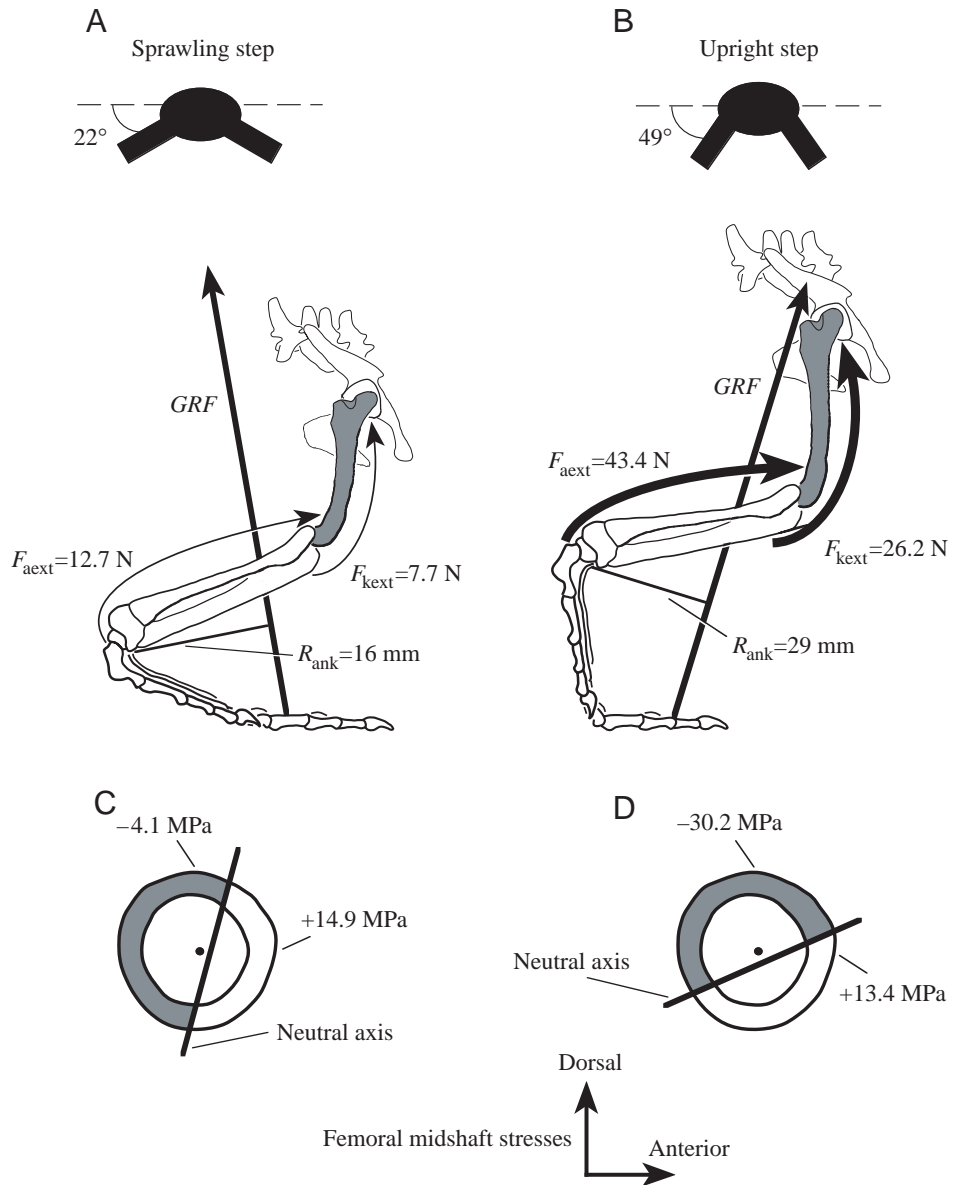 A
Sprawling step
22°
GRF
F_aext=12.7 N
F_kext=7.7 N
R_ank=16 mm
B
Upright step
49°
GRF
F_aext=43.4 N
F_kext=26.2 N
R_ank=29 mm
C
–4.1 MPa
+14.9 MPa
Neutral axis
D
–30.2 MPa
Neutral axis
+13.4 MPa
Dorsal
Femoral midshaft stresses
Anterior